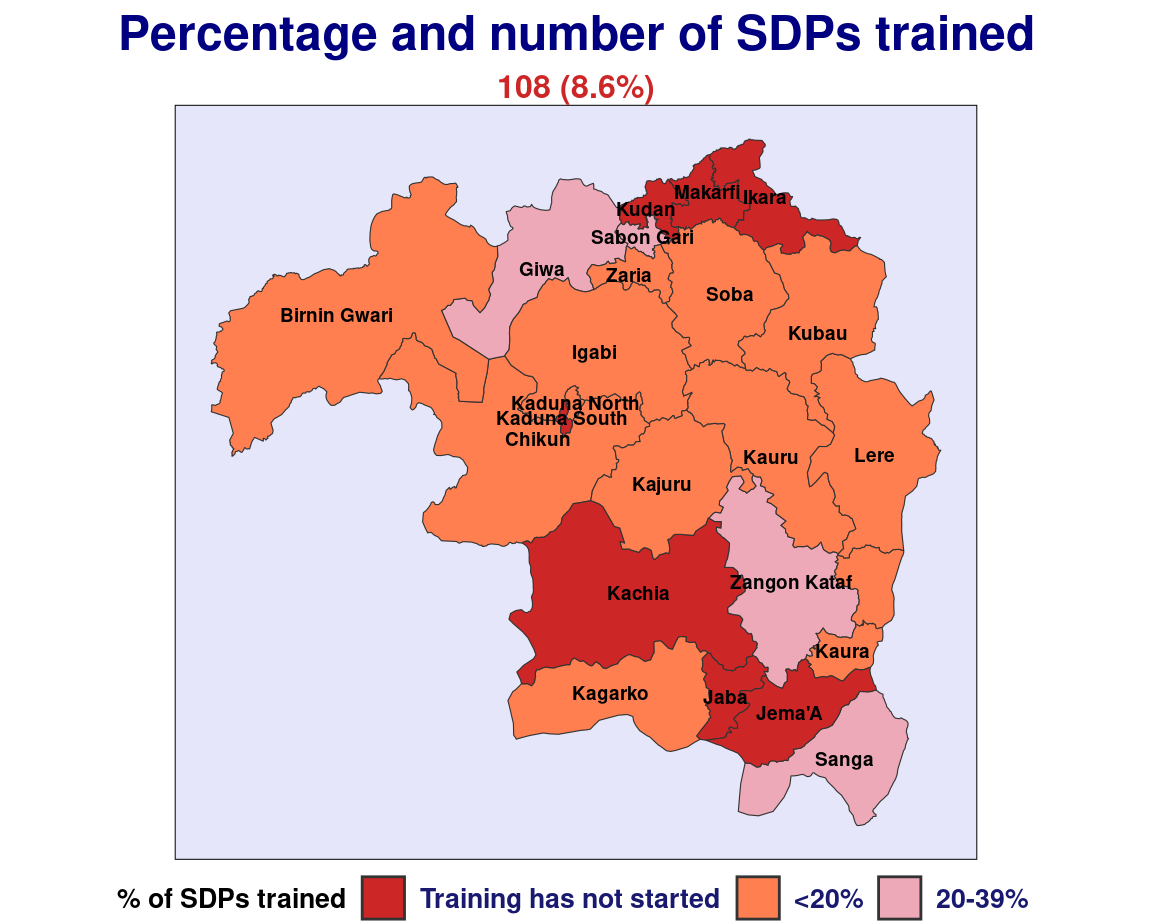 Percentage and number of SDPs trained
108 (8.6%)
Makarfi
Ikara
Kudan
Sabon Gari
Giwa
Zaria
Soba
Birnin Gwari
Kubau
Igabi
Kaduna North
Kaduna South
Chikun
Kauru
Lere
Kajuru
Zangon Kataf
Kachia
Kaura
Kagarko
Jaba
Jema'A
Sanga
% of SDPs trained Training has not started <20% 20-39%